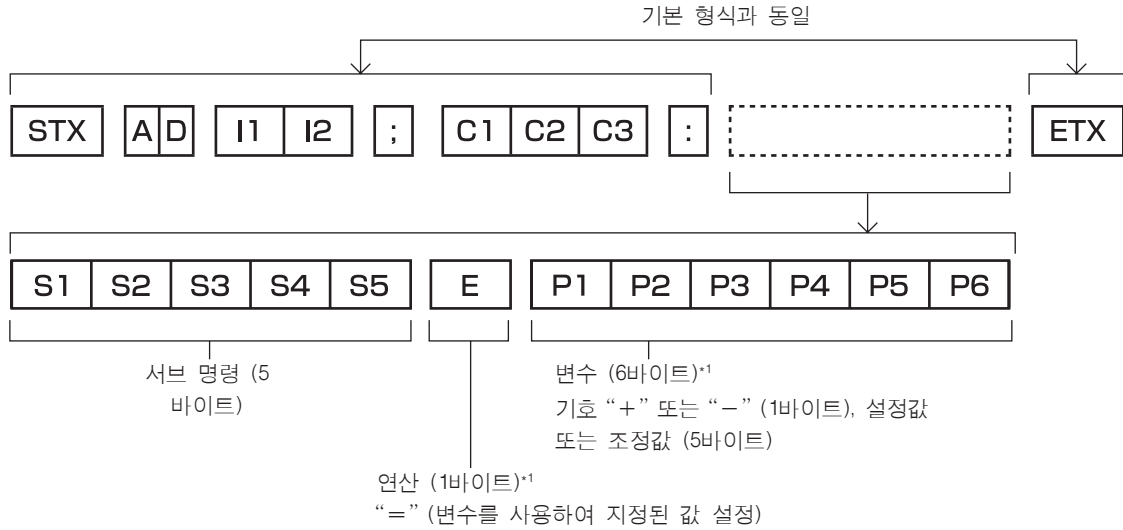 기본 형식과 동일
STX A D I1 I2 ; C1 C2 C3 : ETX
S1 S2 S3 S4 S5 E P1 P2 P3 P4 P5 P6
서브 명령 (5
바이트)
변수 (6바이트)*1
기호 “+” 또는 “−” (1바이트), 설정값
또는 조정값 (5바이트)
연산 (1바이트)*1
“=” (변수를 사용하여 지정된 값 설정)